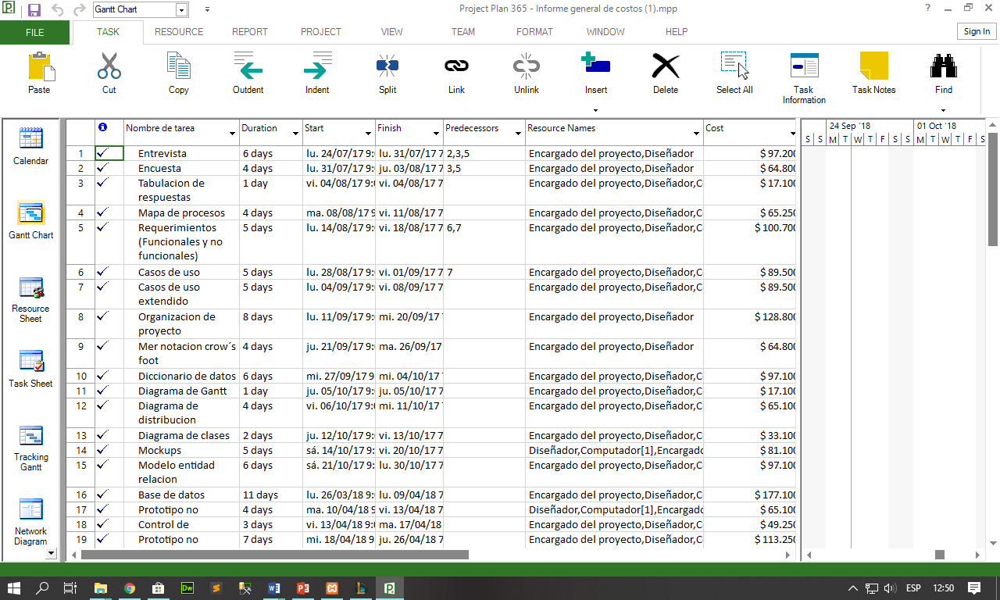 Gantt Chart
Project Plan 365 - Informe general de costos (1).mpp
FILE TASK RESOURCE REPORT PROJECT VIEW TEAM FORMAT WINDOW HELP
Sign In
Paste Cut Copy Outdent Indent Split Link Unlink Insert Delete Select All Task Information Task Notes Find
Calendar
Gantt Chart
Resource Sheet
Task Sheet
Tracking Gantt
Network Diagram
Nombre de tarea Duration Start Finish Predecessors Resource Names Cost
24 Sep '18 01 Oct '18
S S M T W T F S S M T W T F S
1 Entrevista 6 days lu. 24/07/17 9: lu. 31/07/17 7 2,3,5 Encargado del proyecto,Diseñador $ 97.200
2 Encuesta 4 days lu. 31/07/17 9: ju. 03/08/17 7 3,5 Encargado del proyecto,Diseñador $ 64.800
3 Tabulacion de respuestas 1 day vi. 04/08/17 9: vi. 04/08/17 7 Encargado del proyecto,Diseñador,C $ 17.100
4 Mapa de procesos 4 days ma. 08/08/17 9 vi. 11/08/17 7 Encargado del proyecto,Diseñador,C $ 65.250
5 Requerimientos (Funcionales y no funcionales) 5 days lu. 14/08/17 9: vi. 18/08/17 7 6,7 Encargado del proyecto,Diseñador,C $ 100.700
6 Casos de uso 5 days lu. 28/08/17 9: vi. 01/09/17 7 7 Encargado del proyecto,Diseñador,C $ 89.500
7 Casos de uso extendido 5 days lu. 04/09/17 9: vi. 08/09/17 7 Encargado del proyecto,Diseñador,C $ 89.500
8 Organizacion de proyecto 8 days lu. 11/09/17 9: mi. 20/09/17 Encargado del proyecto,Diseñador $ 128.800
9 Mer notacion crow´s foot 4 days ju. 21/09/17 9: ma. 26/09/17 Encargado del proyecto,Diseñador $ 64.800
10 Diccionario de datos 6 days mi. 27/09/17 9 mi. 04/10/17 Encargado del proyecto,Diseñador,C $ 97.100
11 Diagrama de Gantt 1 day ju. 05/10/17 9: ju. 05/10/17 7 Encargado del proyecto,Diseñador,C $ 17.100
12 Diagrama de distribucion 4 days vi. 06/10/17 9: mi. 11/10/17 Encargado del proyecto,Diseñador,C $ 65.100
13 Diagrama de clases 2 days ju. 12/10/17 9: vi. 13/10/17 7 Encargado del proyecto,Diseñador,C $ 33.100
14 Mockups 5 days sá. 14/10/17 9: vi. 20/10/17 7 Diseñador,Computador[1],Encargado $ 81.100
15 Modelo entidad relacion 6 days sá. 21/10/17 9: lu. 30/10/17 7 Encargado del proyecto,Diseñador,C $ 97.100
16 Base de datos 11 days lu. 26/03/18 9: lu. 09/04/18 7 Encargado del proyecto,Diseñador,C $ 177.100
17 Prototipo no 4 days ma. 10/04/18 9 vi. 13/04/18 7 Diseñador,Computador[1],Encargado $ 65.100
18 Control de 3 days vi. 13/04/18 9: ma. 17/04/18 Encargado del proyecto,Diseñador,C $ 49.250
19 Prototipo no 7 days mi. 18/04/18 9 ju. 26/04/18 7 Encargado del proyecto,Diseñador,C $ 113.250
ESP 12:50